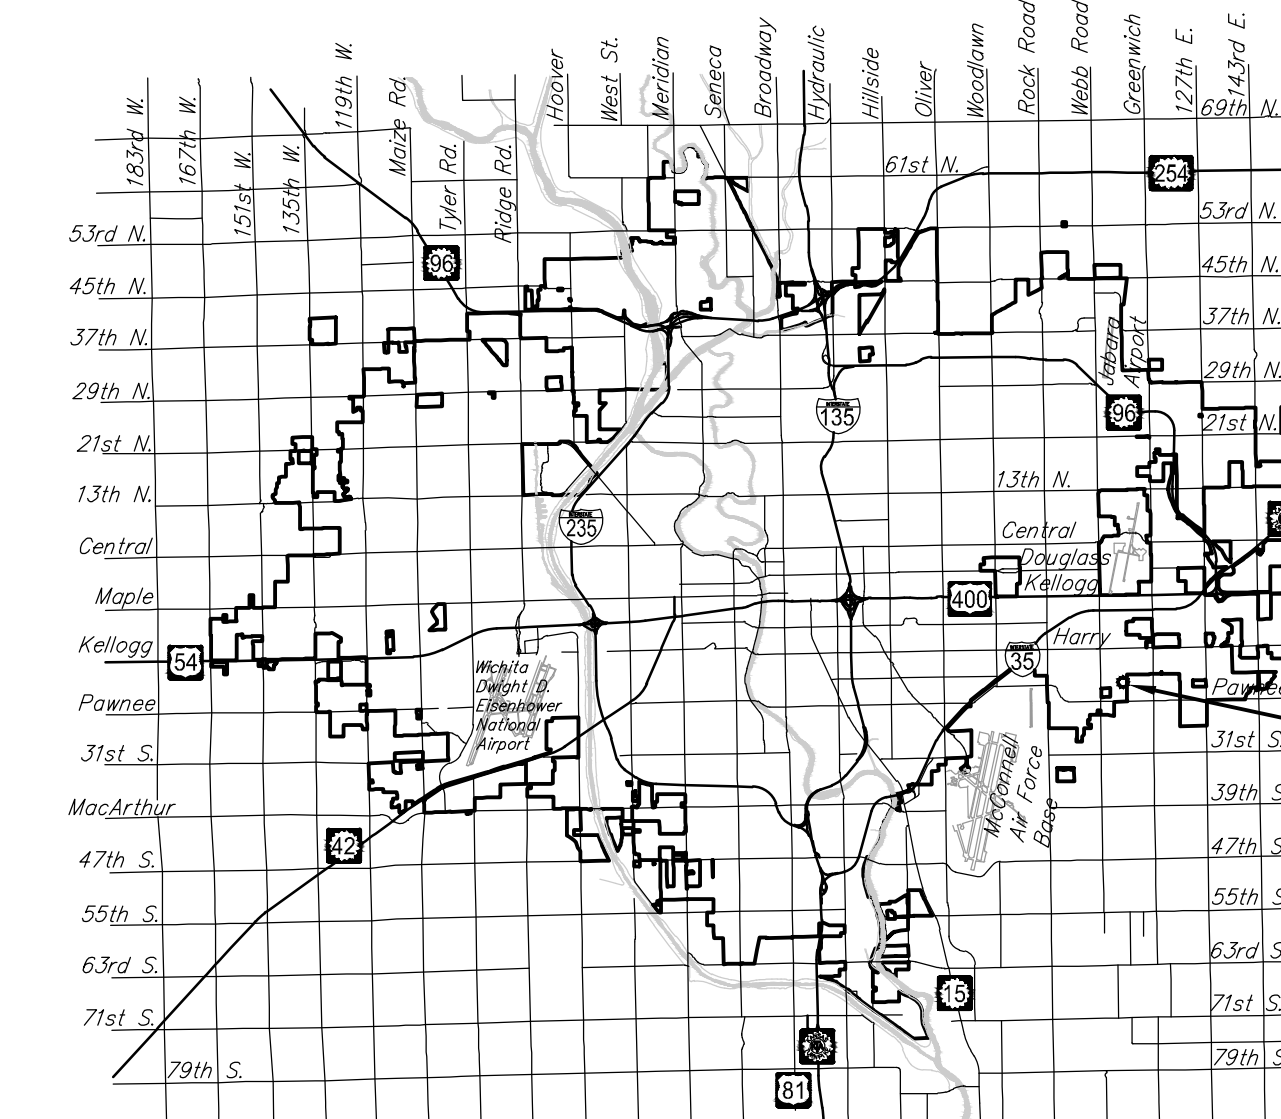 183rd W.
167th W.
151st W.
135th W.
119th W.
Maize Rd.
Tyler Rd.
Ridge Rd.
Hoover
West St.
Meridian
Seneca
Broadway
Hydraulic
Hillside
Oliver
Woodlawn
Rock Road
Webb Road
Greenwich
127th E.
143rd E.
69th N.
61st N.
254
53rd N.
53rd N.
96
45th N.
45th N.
37th N.
37th N.
Jabara
Airport
29th N.
29th N.
INTERSTATE
135
96
21st N.
21st N.
13th N.
13th N.
INTERSTATE
235
Central
Central
Douglass
Kellogg
Maple
400
Kellogg
54
Harry
INTERSTATE
35
Wichita
Dwight D.
Eisenhower
National
Airport
Pawnee
Pawnee
31st S.
31st S.
McConnell
Air Force
Base
MacArthur
39th S
42
47th S.
47th S
55th S.
55th S
63rd S.
63rd S
15
71st S.
71st S
79th S.
79th S
81